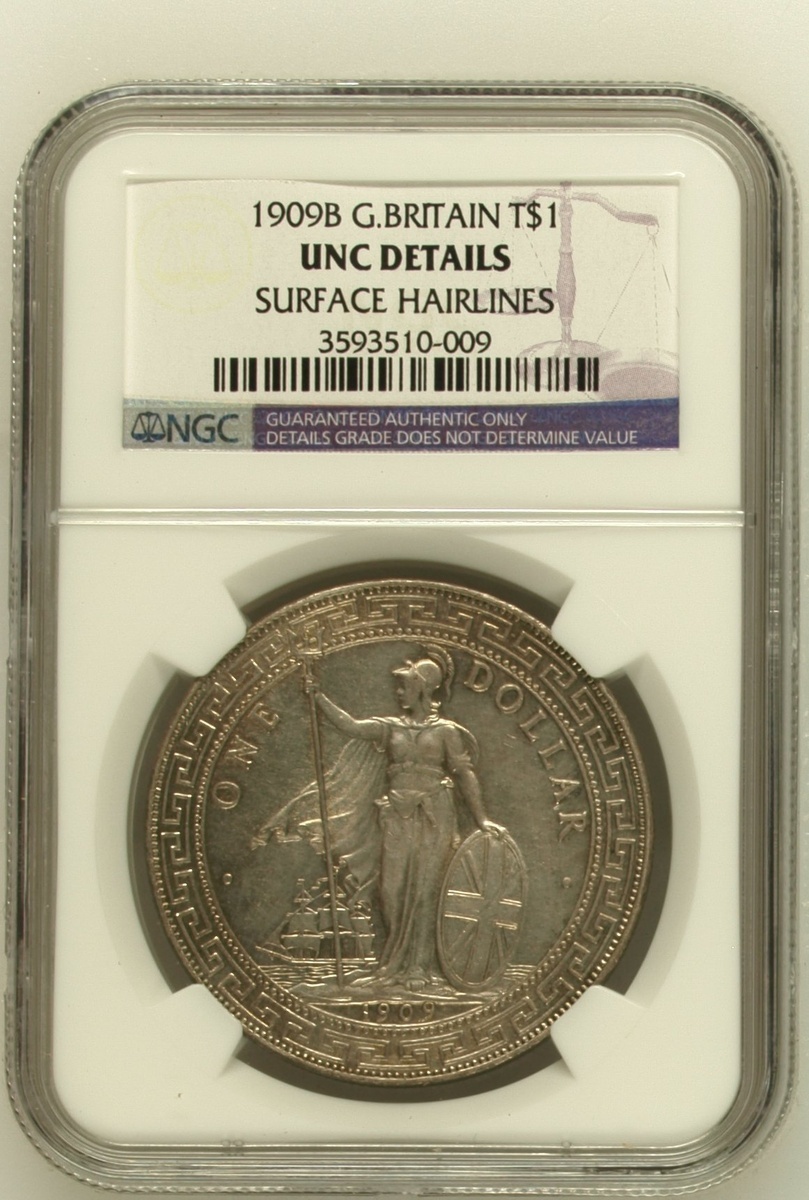 1909B G.BRITAIN T$1
UNC DETAILS
SURFACE HAIRLINES
3593510-009
NGC
GUARANTEED AUTHENTIC ONLY
DETAILS GRADE DOES NOT DETERMINE VALUE
ONE DOLLAR
1909